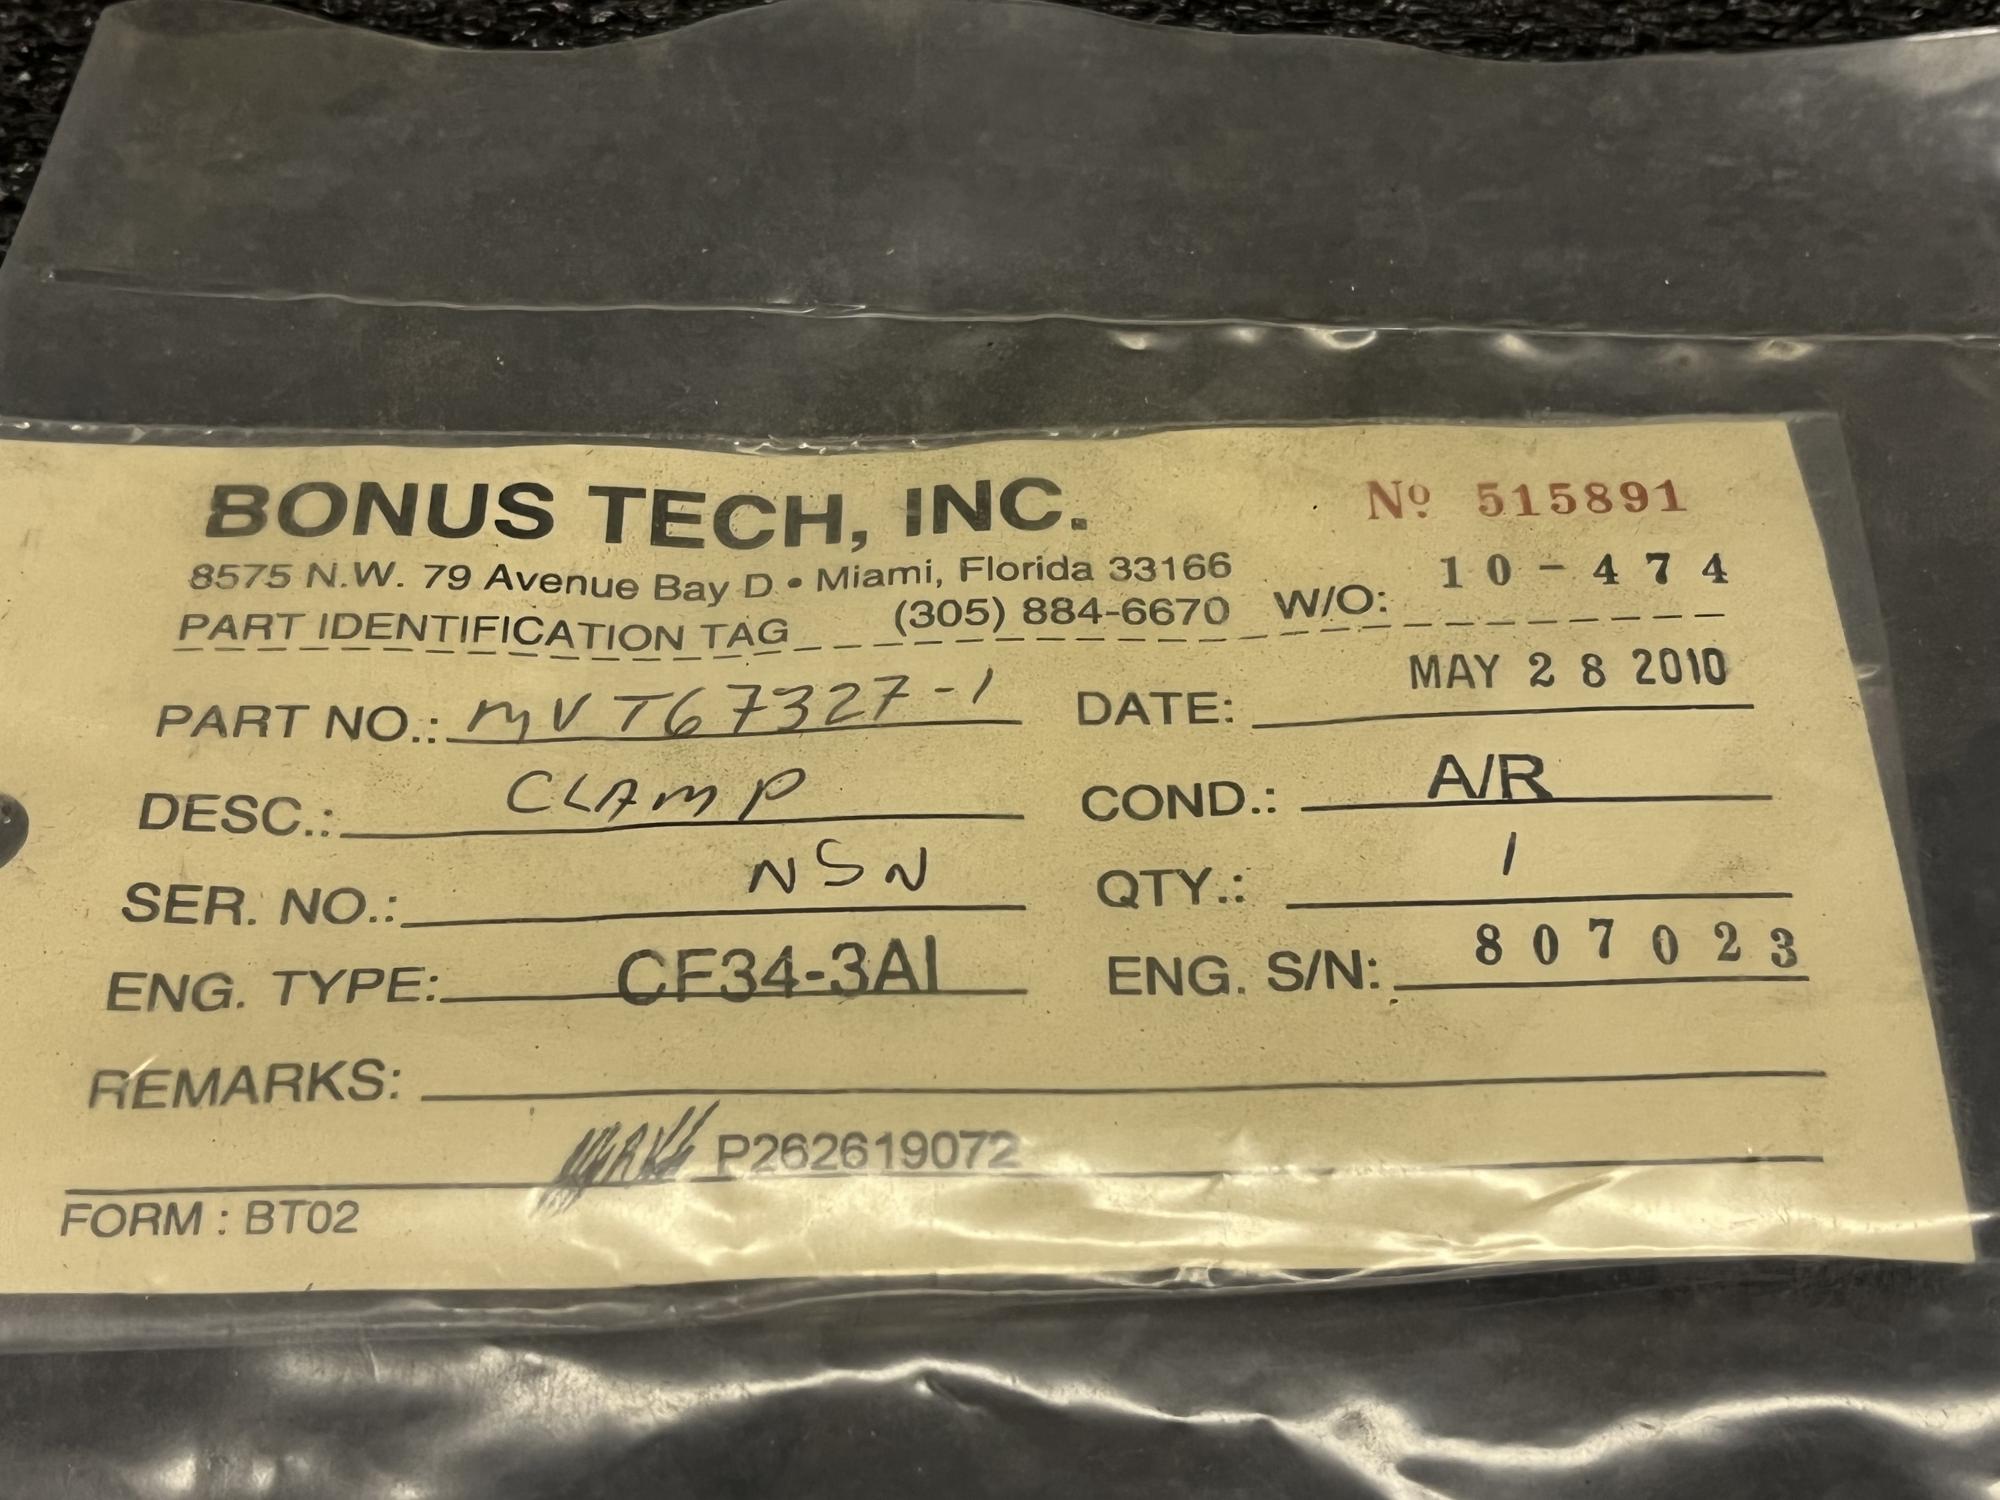 BONUS TECH, INC.
Nº 515891
8575 N.W. 79 Avenue Bay D • Miami, Florida 33166
PART IDENTIFICATION TAG (305) 884-6670 W/O: 10-474
PART NO.: MVT67327-1 DATE: MAY 28 2010
DESC.: CLAMP COND.: A/R
SER. NO.: NSN QTY.: 1
ENG. TYPE: CF34-3A1 ENG. S/N: 807023
REMARKS:
P262619072
FORM : BT02